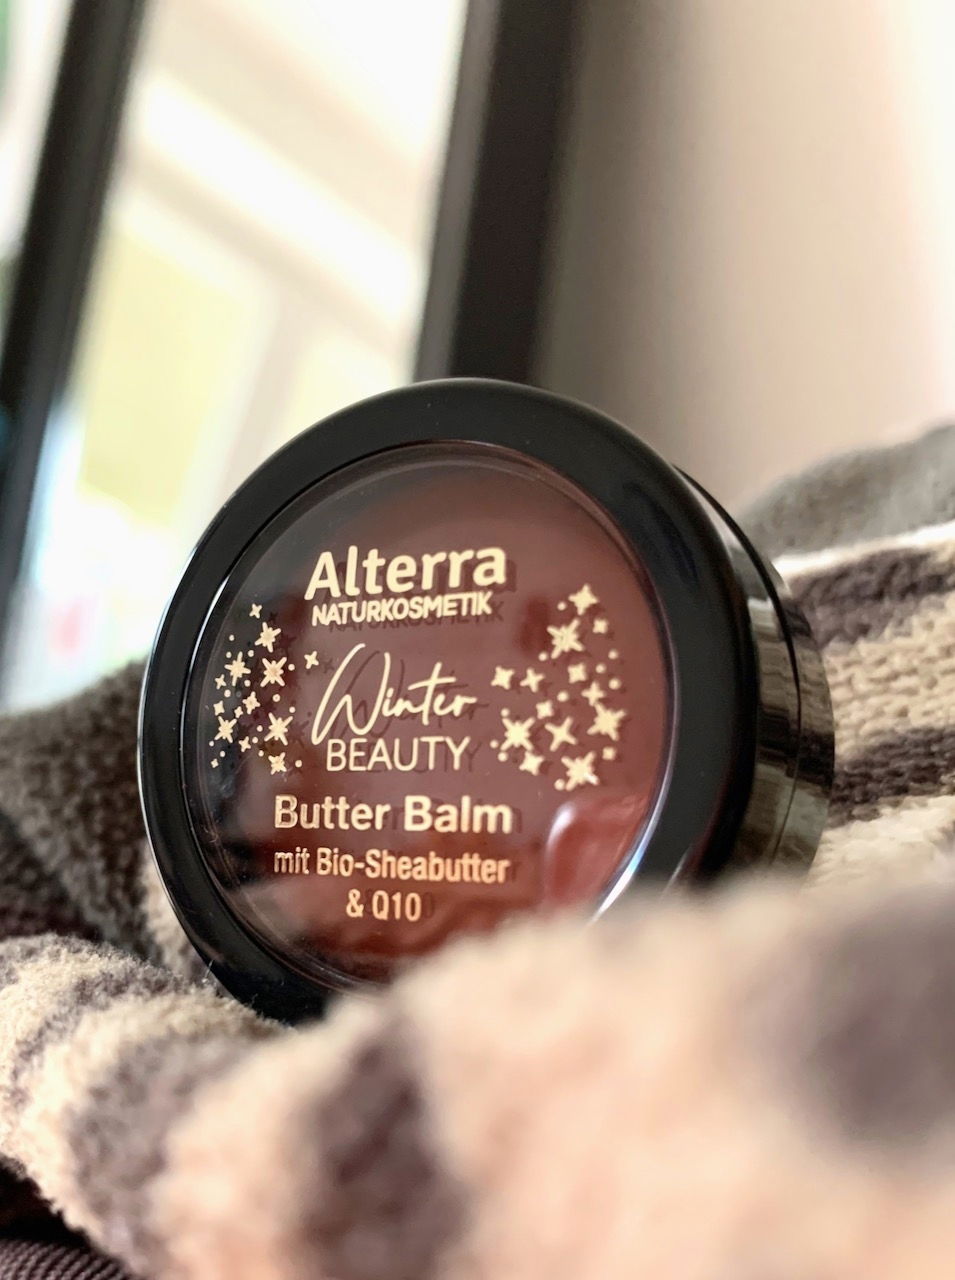 Alterra
NATURKOSMETIK
Winter
BEAUTY
Butter Balm
mit Bio-Sheabutter
& Q10